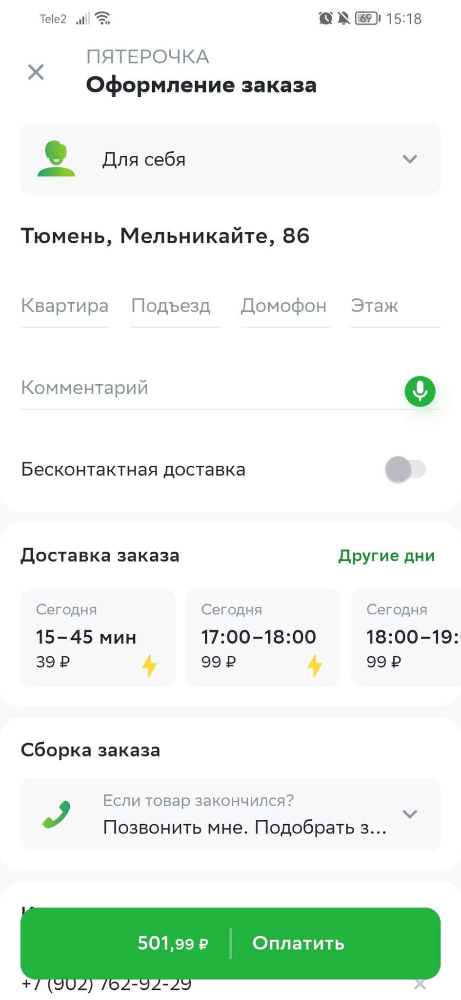 Tele2 69 15:18
ПЯТЕРОЧКА
Оформление заказа
Для себя
Тюмень, Мельникайте, 86
Квартира Подъезд Домофон Этаж
Комментарий
Бесконтактная доставка
Доставка заказа Другие дни
Сегодня Сегодня Сегодня
15–45 мин 17:00–18:00 18:00–19:
39 ₽ 99 ₽ 99 ₽
Сборка заказа
Если товар закончился?
Позвонить мне. Подобрать з...
501,99 ₽ Оплатить
+7 (902) 762-92-29